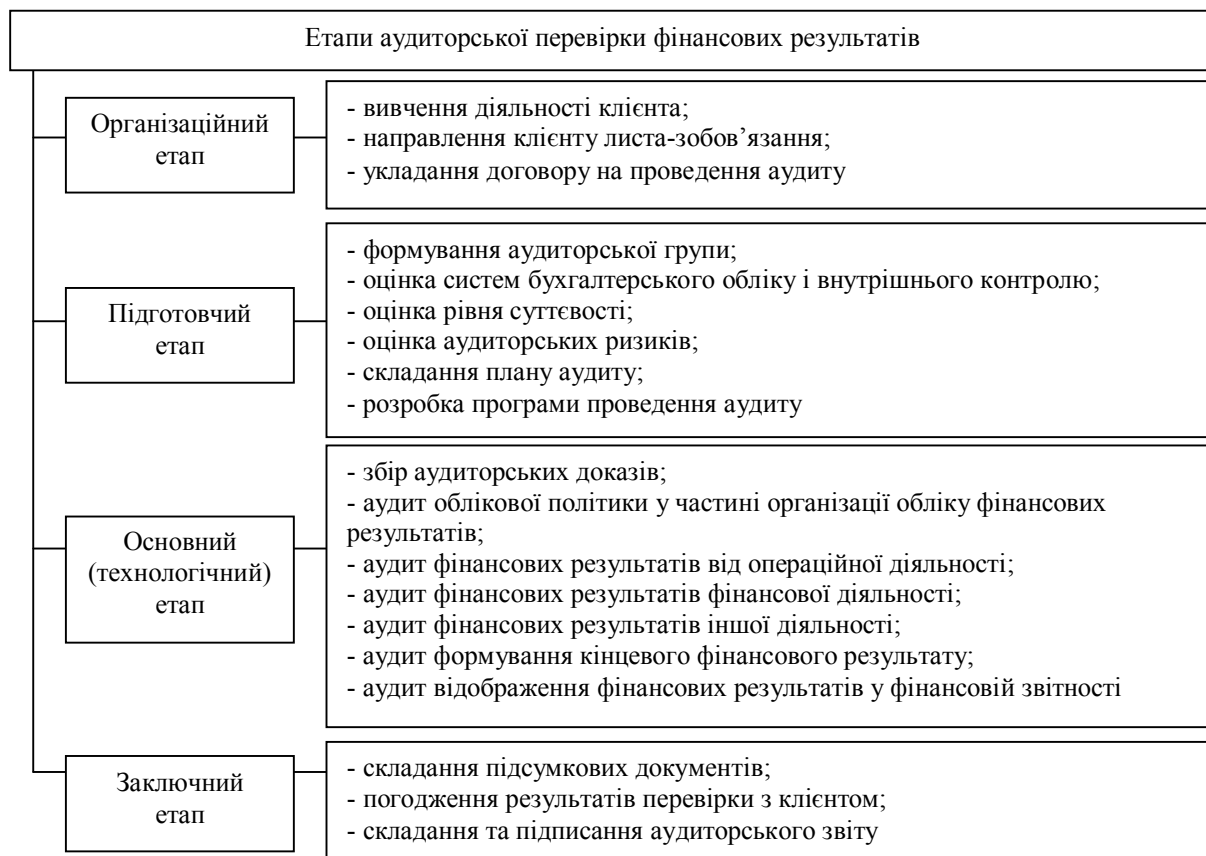 Етапи аудиторської перевірки фінансових результатів
Організаційний
етап
- вивчення діяльності клієнта;
- направлення клієнту листа-зобов’язання;
- укладання договору на проведення аудиту
Підготовчий
етап
- формування аудиторської групи;
- оцінка систем бухгалтерського обліку і внутрішнього контролю;
- оцінка рівня суттєвості;
- оцінка аудиторських ризиків;
- складання плану аудиту;
- розробка програми проведення аудиту
Основний
(технологічний)
етап
- збір аудиторських доказів;
- аудит облікової політики у частині організації обліку фінансових
результатів;
- аудит фінансових результатів від операційної діяльності;
- аудит фінансових результатів фінансової діяльності;
- аудит фінансових результатів іншої діяльності;
- аудит формування кінцевого фінансового результату;
- аудит відображення фінансових результатів у фінансовій звітності
Заключний
етап
- складання підсумкових документів;
- погодження результатів перевірки з клієнтом;
- складання та підписання аудиторського звіту